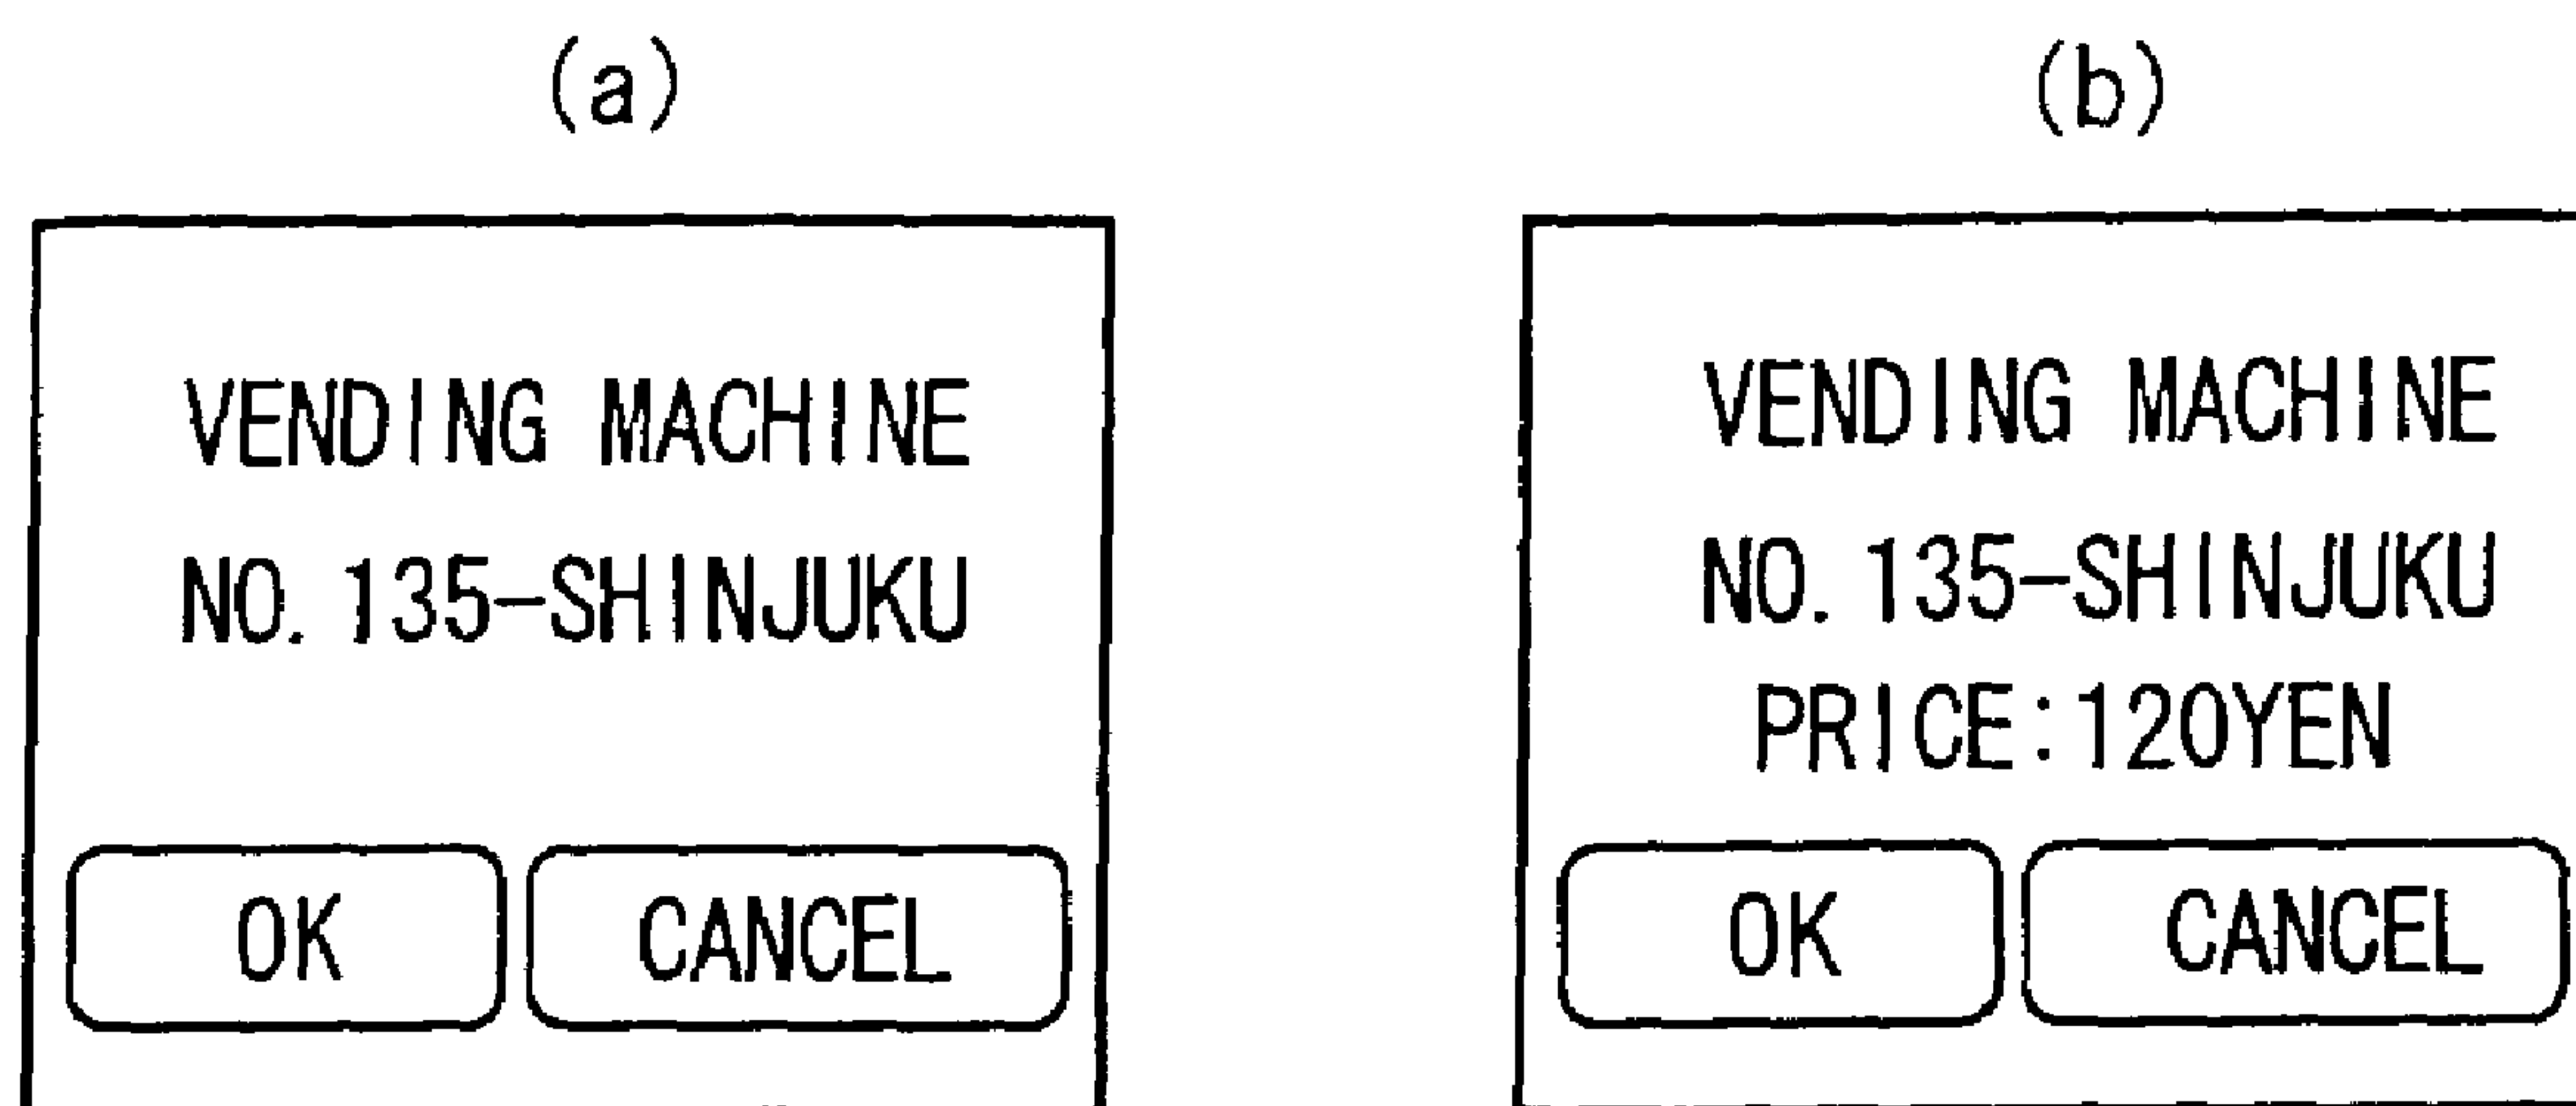 (a)
VENDING MACHINE
NO. 135-SHINJUKU
OK
CANCEL
(b)
VENDING MACHINE
NO. 135-SHINJUKU
PRICE:120YEN
OK
CANCEL